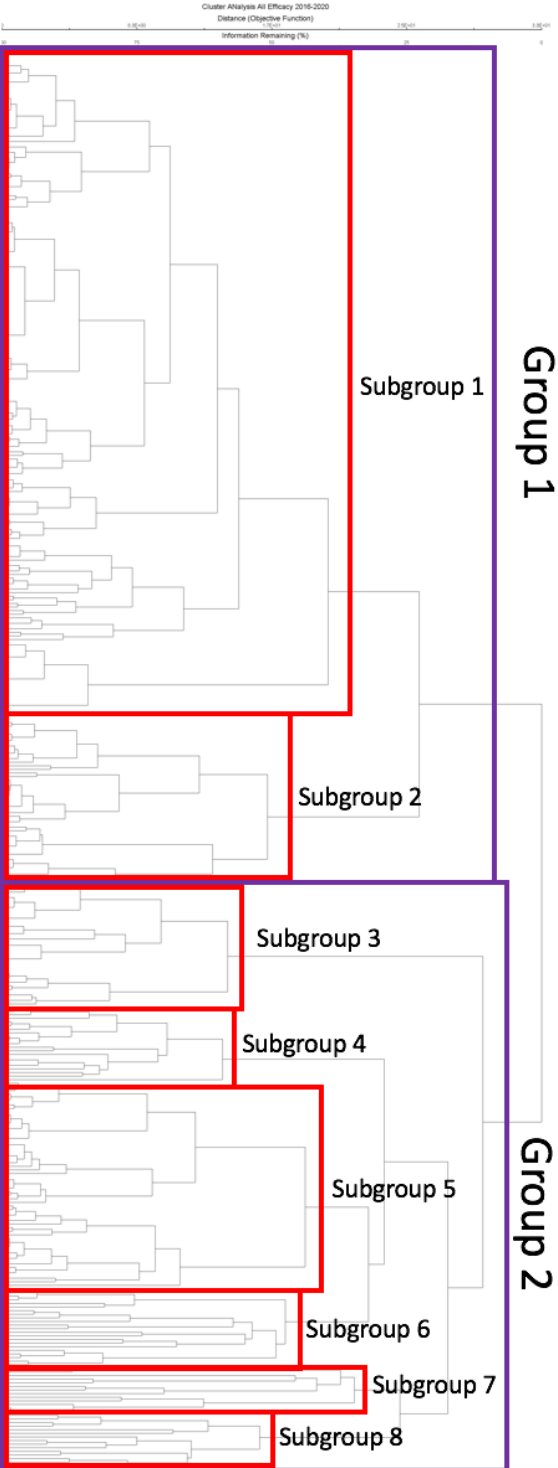 Cluster ANalysis All Efficacy 2016-2020
Distance (Objective Function)
Information Remaining (%)
Subgroup 1
Group 1
Subgroup 2
Subgroup 3
Subgroup 4
Subgroup 5
Group 2
Subgroup 6
Subgroup 7
Subgroup 8